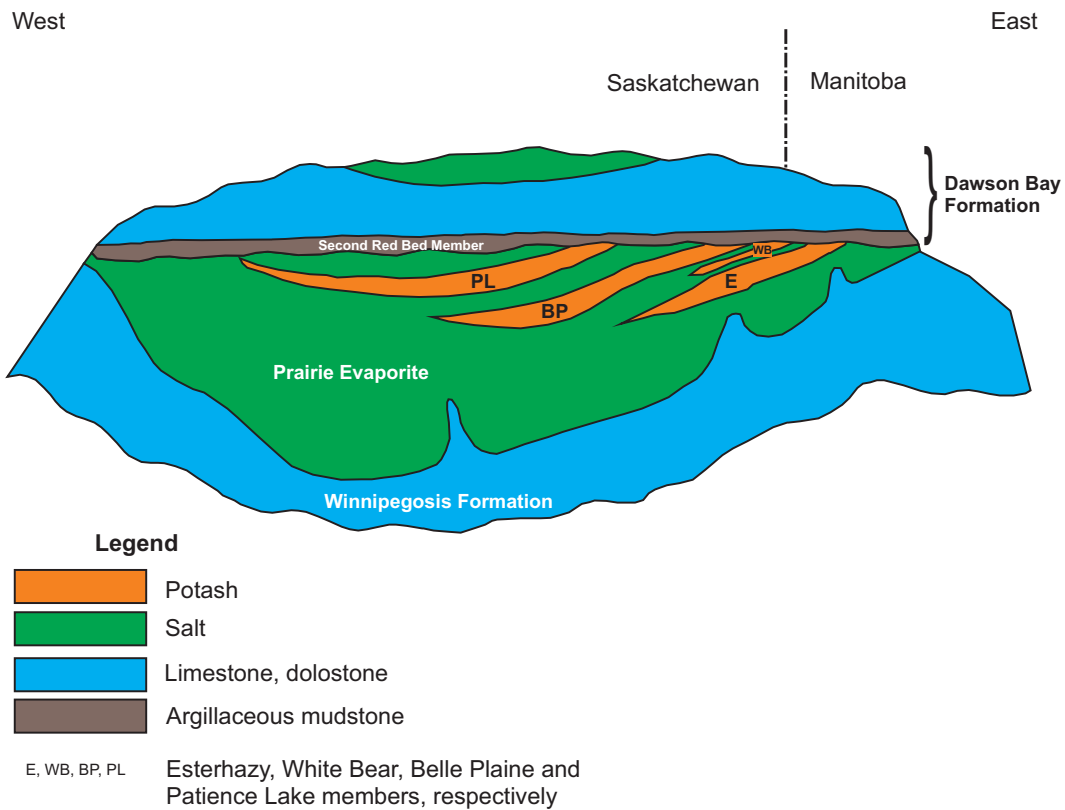 West
East
Saskatchewan
Manitoba
Dawson Bay
Formation
Second Red Bed Member
WB
PL
E
BP
Prairie Evaporite
Winnipegosis Formation
Legend
Potash
Salt
Limestone, dolostone
Argillaceous mudstone
E, WB, BP, PL
Esterhazy, White Bear, Belle Plaine and
Patience Lake members, respectively